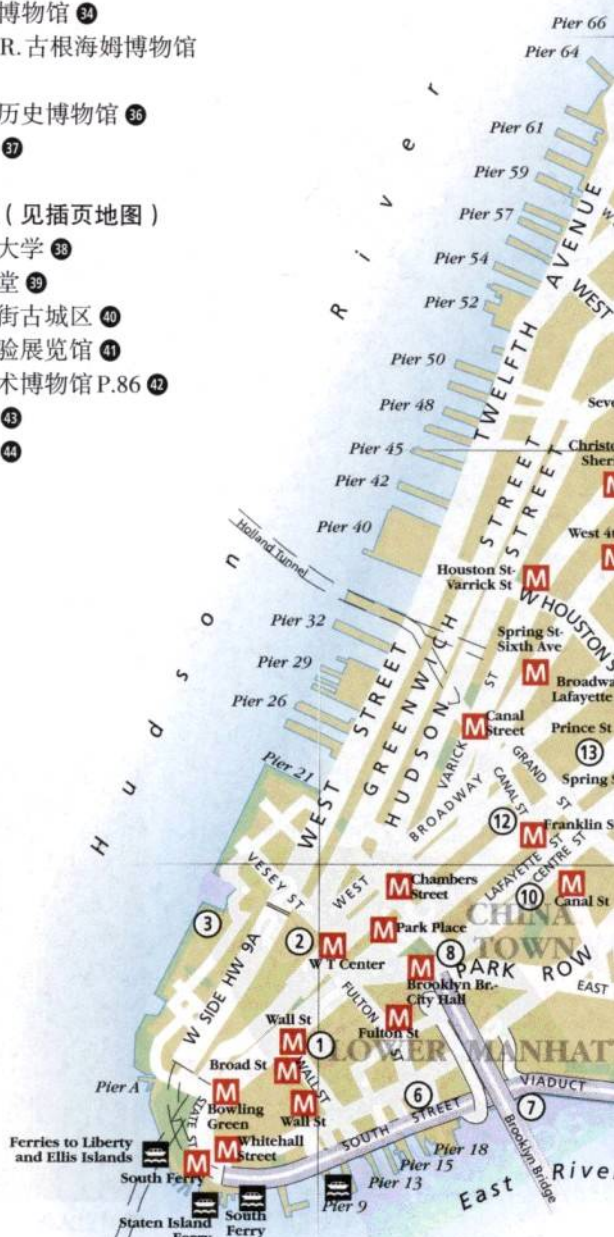 博物馆 34
R.古根海姆博物馆
历史博物馆 36
37
（见插页地图）
大学 38
堂 39
街古城区 40
验展览馆 41
术博物馆P.86 42
43
44
Pier 66
Pier 64
Pier 61
Pier 59
Pier 57
Pier 54
Pier 52
Pier 50
Pier 48
Pier 45
Pier 42
Pier 40
Pier 32
Pier 29
Pier 26
Pier 21
Hudson River
TWELFTH AVENUE
WEST
Holland Tunnel
STREET
STREET
M
West 4
M
Houston St-
Varrick St
M
W HOUSTON S
Spring St-
Sixth Ave
M
Broadwa
Lafayette
WEST STREET
GREENWICH
HUDSON
VARICK
ST
M
Canal
Street
Prince St
13
Spring
BROADWAY
CANAL ST
GRAND ST
12
M
Franklin S
LAFAYETTE ST
CENTRE ST
10
M
Canal St
CHINA
TOWN
VESEY ST
WEST
M
Chambers
Street
3
W SIDE HW 9A
2
M
W T Center
M
Park Place
8
M
Brooklyn Br.-
City Hall
PARK ROW
EAST
FULTON ST
M
Fulton St
Wall St
M
1
LOWER MANHAT
Broad St
M
WALL ST
M
Wall St
Pier A
M
Bowling
Green
STATE ST
M
Whitehall
Street
6
SOUTH STREET
VIADUCT
7
Brooklyn Bridge
Ferries to Liberty
and Ellis Islands
M
South Ferry
Staten Island
South
Ferry
Pier 9
Pier 13
Pier 15
Pier 18
East River